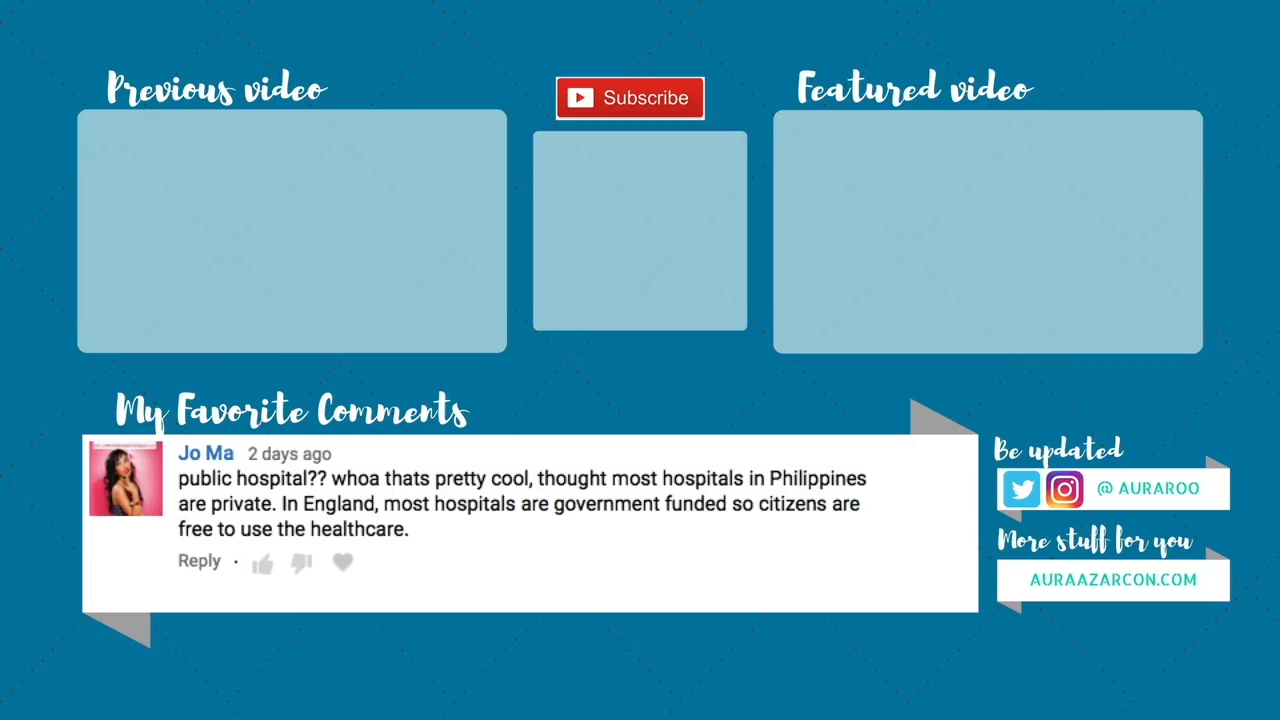 Previous video
Subscribe
Featured video
My Favorite Comments
Jo Ma 2 days ago
public hospital?? whoa thats pretty cool, thought most hospitals in Philippines
are private. In England, most hospitals are government funded so citizens are
free to use the healthcare.
Reply ·
Be updated
@ AURAROO
More stuff for you
AURAAZARCON.COM